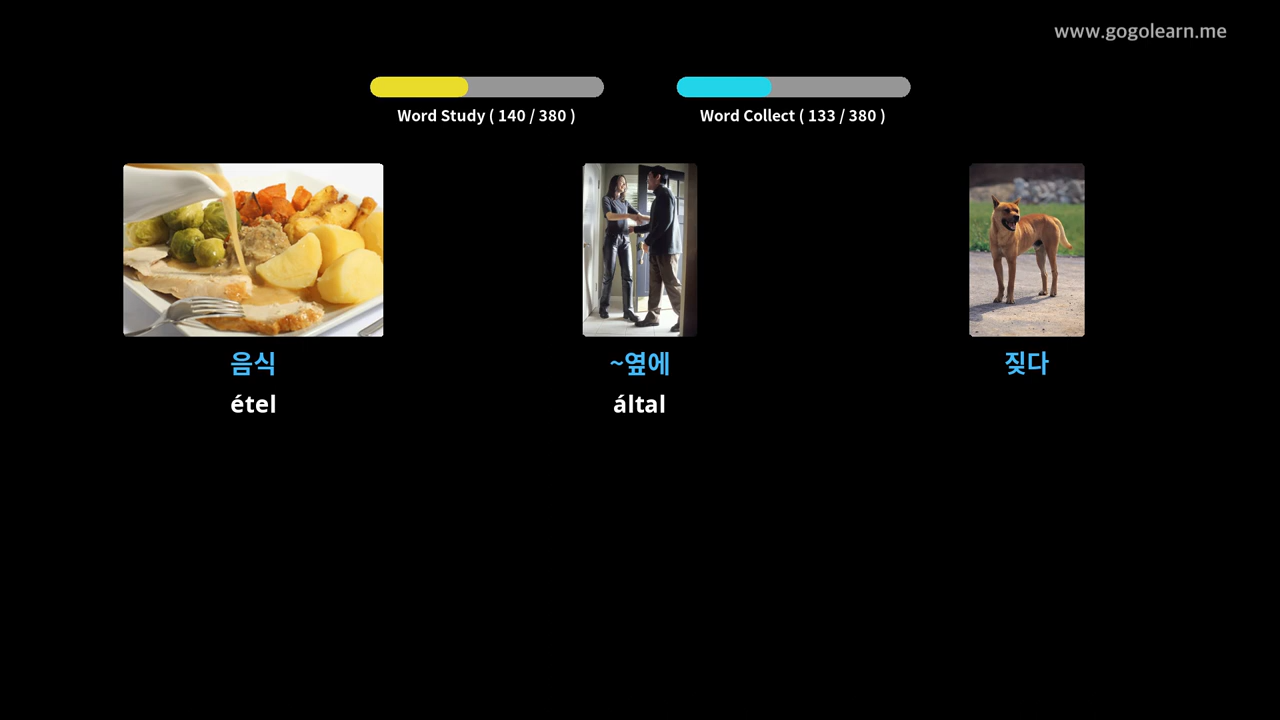 www.gogolearn.me
Word Study ( 140 / 380 )
Word Collect ( 133 / 380 )
음식
étel
~옆에
által
짖다